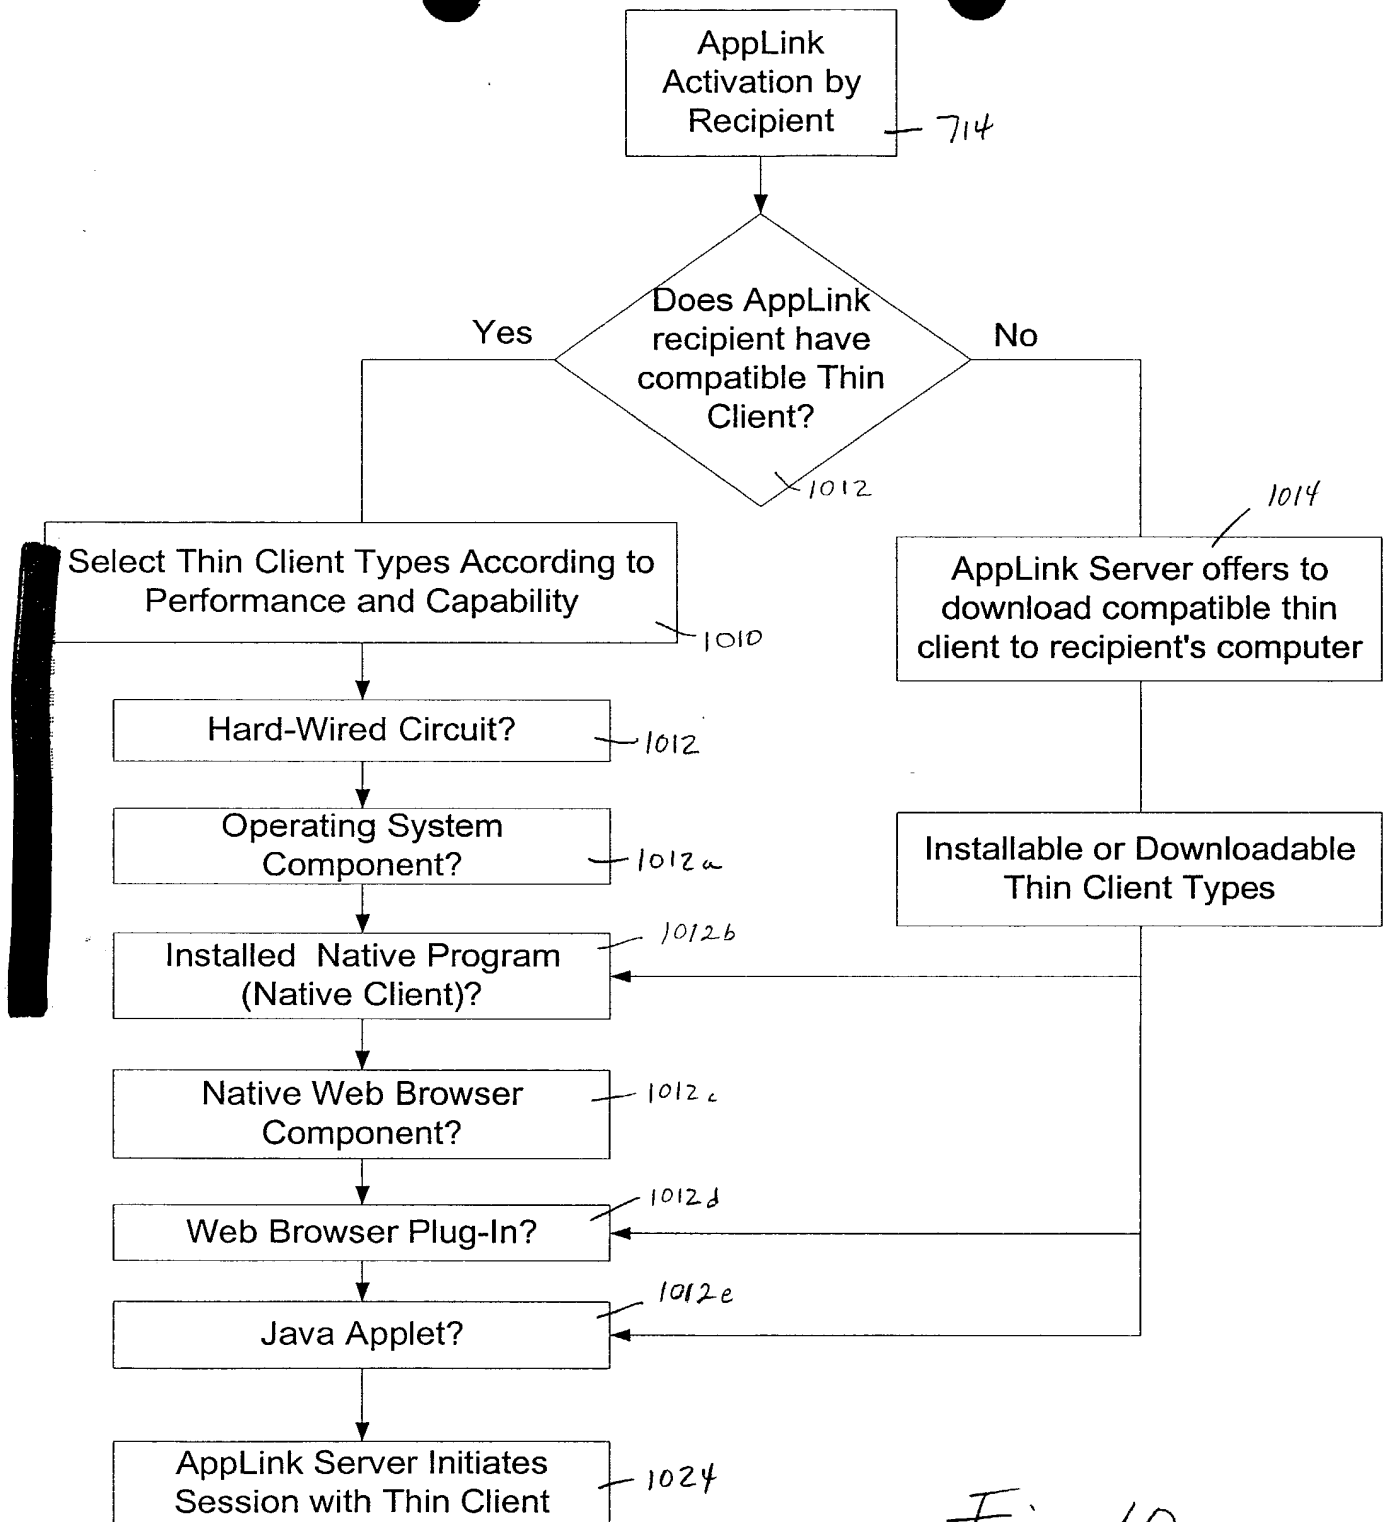 AppLink
Activation by
Recipient
714
Does AppLink
recipient have
compatible Thin
Client?
Yes
No
1012
1014
Select Thin Client Types According to
Performance and Capability
1010
AppLink Server offers to
download compatible thin
client to recipient's computer
Hard-Wired Circuit?
1012
Operating System
Component?
1012a
Installable or Downloadable
Thin Client Types
Installed Native Program
(Native Client)?
1012b
Native Web Browser
Component?
1012c
Web Browser Plug-In?
1012d
Java Applet?
1012e
AppLink Server Initiates
Session with Thin Client
1024